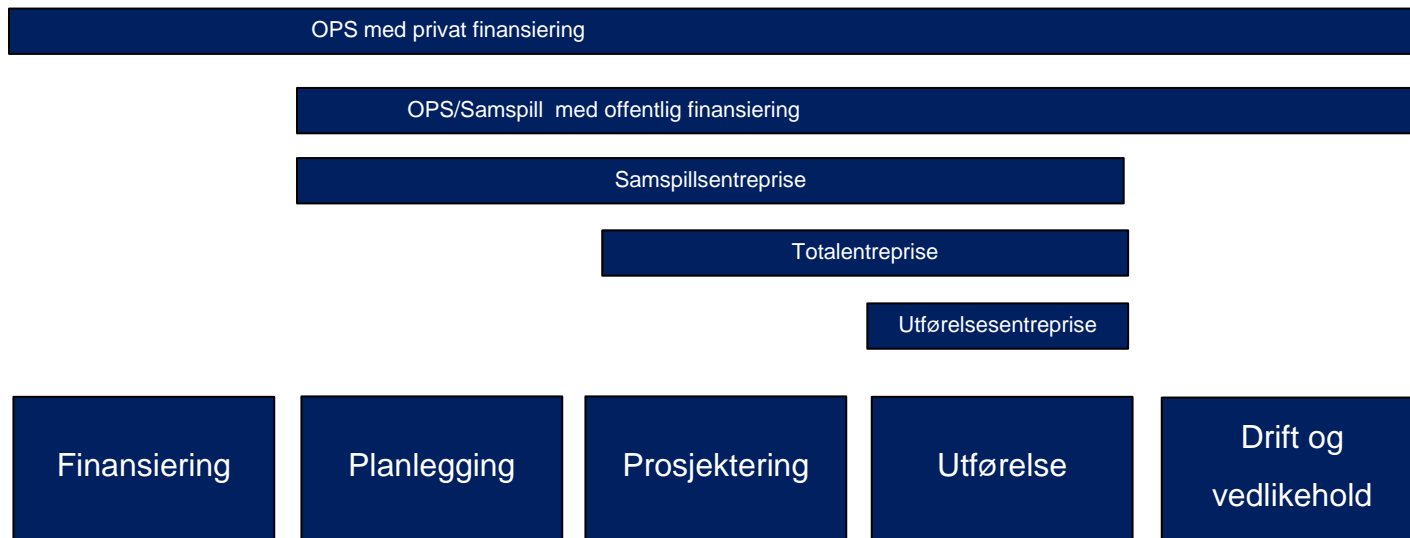 OPS med privat finansiering
OPS/Samspill med offentlig finansiering
Samspillsentreprise
Totalentreprise
Utførelsesentreprise
Finansiering
Planlegging
Prosjektering
Utførelse
Drift og
vedlikehold